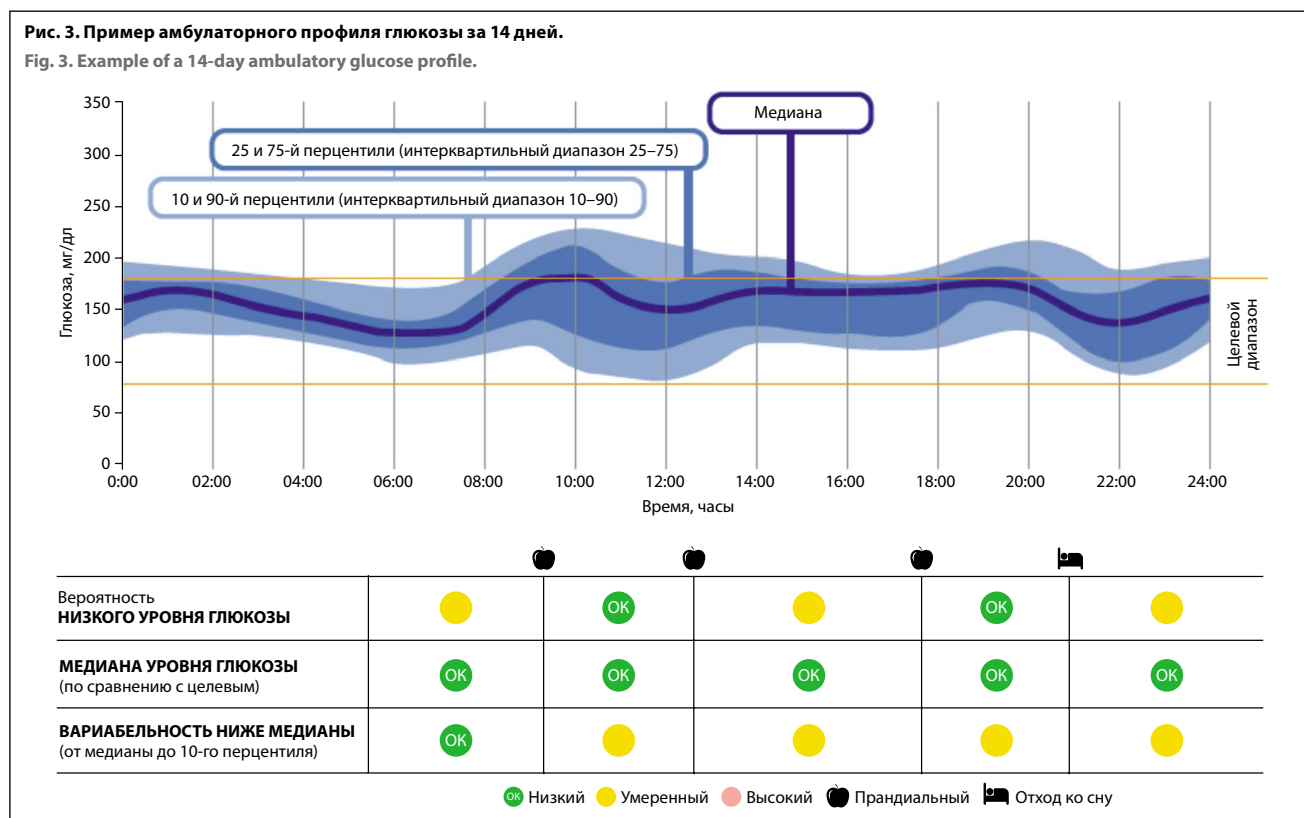 Рис. 3. Пример амбулаторного профиля глюкозы за 14 дней.
Fig. 3. Example of a 14-day ambulatory glucose profile.
Глюкоза, мг/дл
350
300
250
200
150
100
50
0
Медиана
25 и 75-й перцентили (интерквартильный диапазон 25–75)
10 и 90-й перцентили (интерквартильный диапазон 10–90)
Целевой
диапазон
0:00 02:00 04:00 06:00 08:00 10:00 12:00 14:00 16:00 18:00 20:00 22:00 24:00
Время, часы
Вероятность
НИЗКОГО УРОВНЯ ГЛЮКОЗЫ
OK OK
МЕДИАНА УРОВНЯ ГЛЮКОЗЫ
(по сравнению с целевым)
OK OK OK OK OK
ВАРИАБЕЛЬНОСТЬ НИЖЕ МЕДИАНЫ
(от медианы до 10-го перцентиля)
OK
OK Низкий Умеренный Высокий Прандиальный Отход ко сну